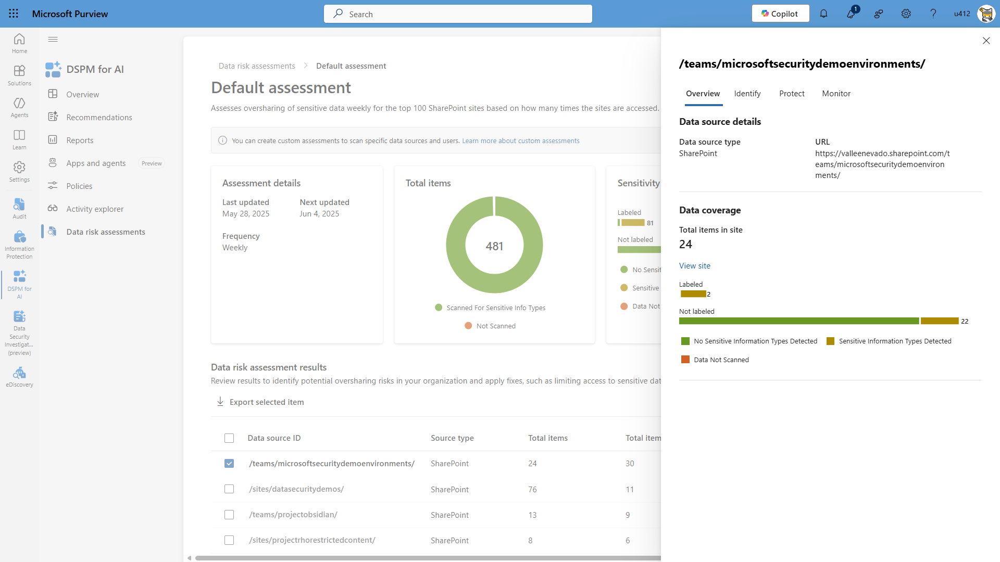 Microsoft Purview
Search
Copilot
1
u412
Home
Solutions
Agents
Learn
Settings
Audit
Information
Protection
DSPM for
AI
Data
Security
Investigat...
(preview)
eDiscovery
DSPM for AI
Overview
Recommendations
Reports
Apps and agents Preview
Policies
Activity explorer
Data risk assessments
Data risk assessments Default assessment
Default assessment
Assesses oversharing of sensitive data weekly for the top 100 SharePoint sites based on how many times the sites are accessed.
You can create custom assessments to scan specific data sources and users. Learn more about custom assessments
Assessment details
Last updated Next updated
May 28, 2025 Jun 4, 2025
Frequency
Weekly
Total items
481
Scanned For Sensitive Info Types
Not Scanned
Sensitivity
Labeled
81
Not labeled
No Sensit
Sensitive
Data Not
Data risk assessment results
Review results to identify potential oversharing risks in your organization and apply fixes, such as limiting access to sensitive dat
Export selected item
Data source ID Source type Total items Total item
/teams/microsoftsecuritydemoenvironments/ SharePoint 24 30
/sites/datasecuritydemos/ SharePoint 76 11
/teams/projectobsidian/ SharePoint 13 9
/sites/projectrhorestrictedcontent/ SharePoint 8 6
/teams/microsoftsecuritydemoenvironments/
Overview Identify Protect Monitor
Data source details
Data source type URL
SharePoint https://valleenevado.sharepoint.com/t
eams/microsoftsecuritydemoenviron
ments/
Data coverage
Total items in site
24
View site
Labeled
2
Not labeled
22
No Sensitive Information Types Detected Sensitive Information Types Detected
Data Not Scanned